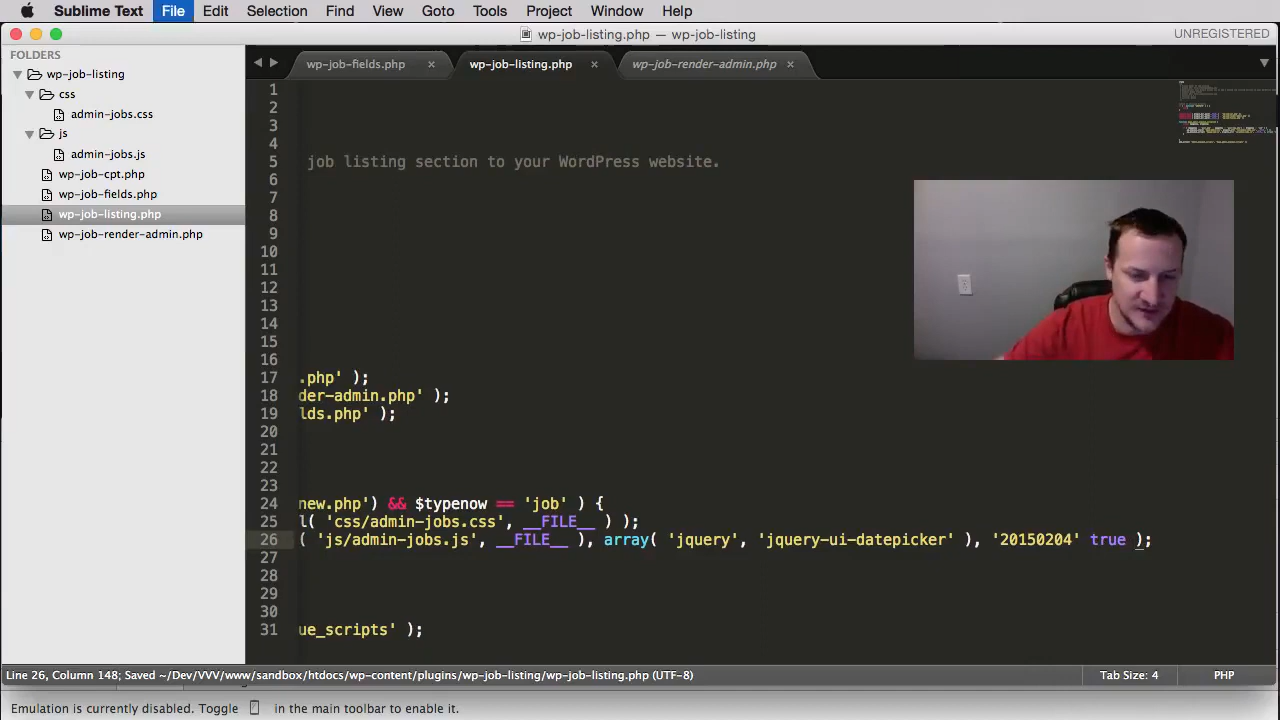 Sublime Text File Edit Selection Find View Goto Tools Project Window Help
wp-job-listing.php — wp-job-listing
UNREGISTERED
FOLDERS
wp-job-listing
css
admin-jobs.css
js
admin-jobs.js
wp-job-cpt.php
wp-job-fields.php
wp-job-listing.php
wp-job-render-admin.php
wp-job-fields.php × wp-job-listing.php × wp-job-render-admin.php ×
1
2
3
4
5 job listing section to your WordPress website.
6
7
8
9
10
11
12
13
14
15
16
17 .php' );
18 der-admin.php' );
19 lds.php' );
20
21
22
23
24 new.php') && $typenow == 'job' ) {
25 l( 'css/admin-jobs.css', __FILE__ ) );
26 ( 'js/admin-jobs.js', __FILE__ ), array( 'jquery', 'jquery-ui-datepicker' ), '20150204' true );
27
28
29
30
31 ue_scripts' );
Line 26, Column 148; Saved ~/Dev/VVV/www/sandbox/htdocs/wp-content/plugins/wp-job-listing/wp-job-listing.php (UTF-8)
Tab Size: 4
PHP
Emulation is currently disabled. Toggle in the main toolbar to enable it.